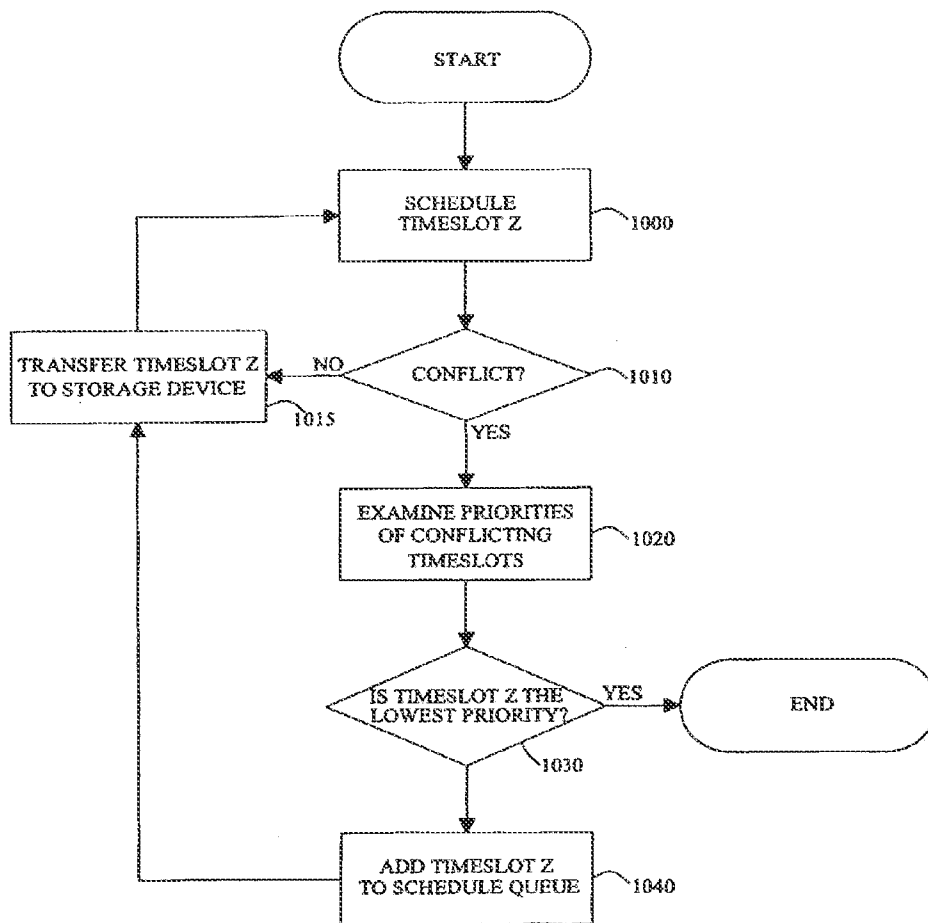 START
SCHEDULE
TIMESLOT Z
1000
TRANSFER TIMESLOT Z
TO STORAGE DEVICE
1015
NO
CONFLICT?
1010
YES
EXAMINE PRIORITIES
OF CONFLICTING
TIMESLOTS
1020
IS TIMESLOT Z THE
LOWEST PRIORITY?
1030
YES
END
ADD TIMESLOT Z
TO SCHEDULE QUEUE
1040